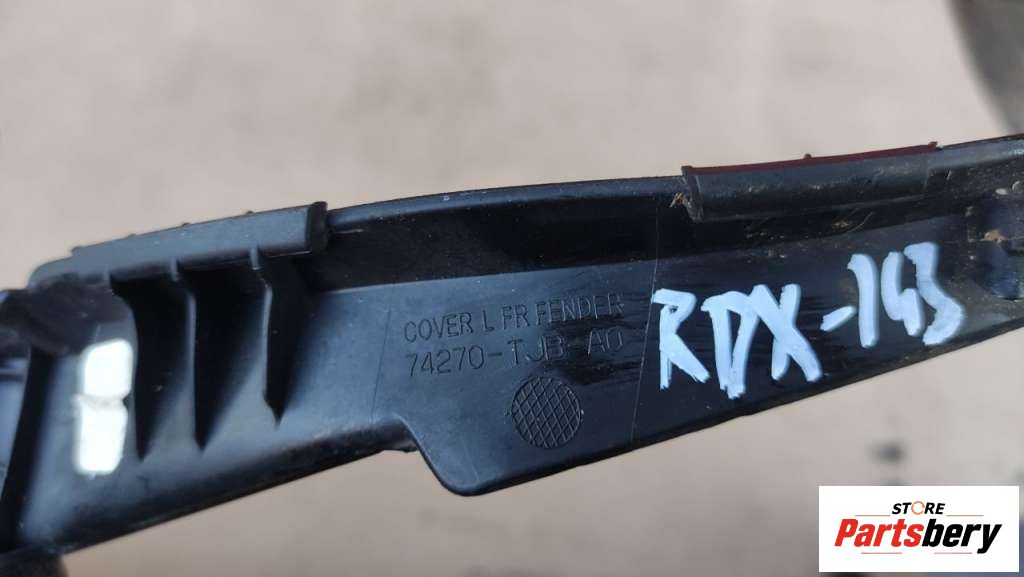 COVER L FR FENDER
74270-TJB-A0
RDX-143
STORE
Partsbery